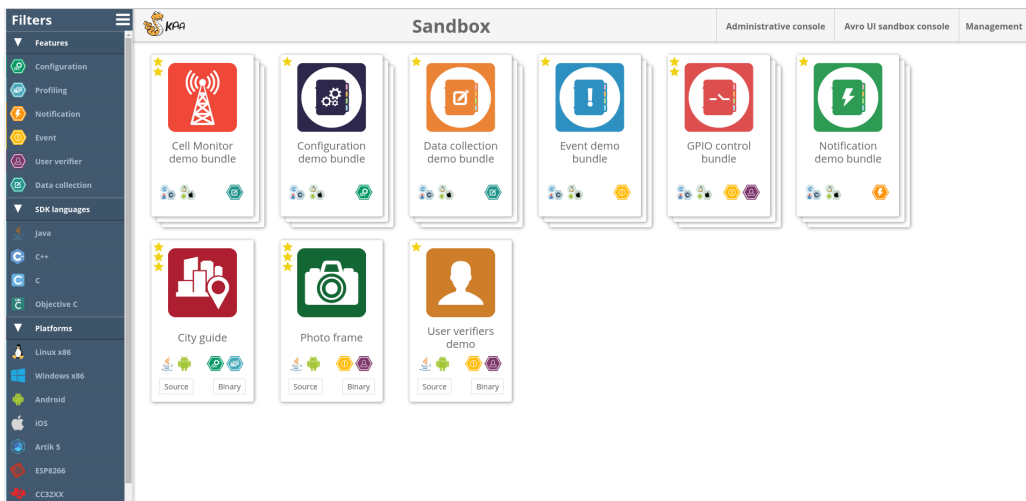 Filters
Features
Configuration
Profiling
Notification
Event
User verifier
Data collection
SDK languages
Java
C++
C
Objective C
Platforms
Linux x86
Windows x86
Android
iOS
Artik 5
ESP8266
CC32XX
KAA
Sandbox
Administrative console
Avro UI sandbox console
Management
Cell Monitor
demo bundle
Configuration
demo bundle
Data collection
demo bundle
Event demo
bundle
GPIO control
bundle
Notification
demo bundle
City guide
Source
Binary
Photo frame
Source
Binary
User verifiers
demo
Source
Binary